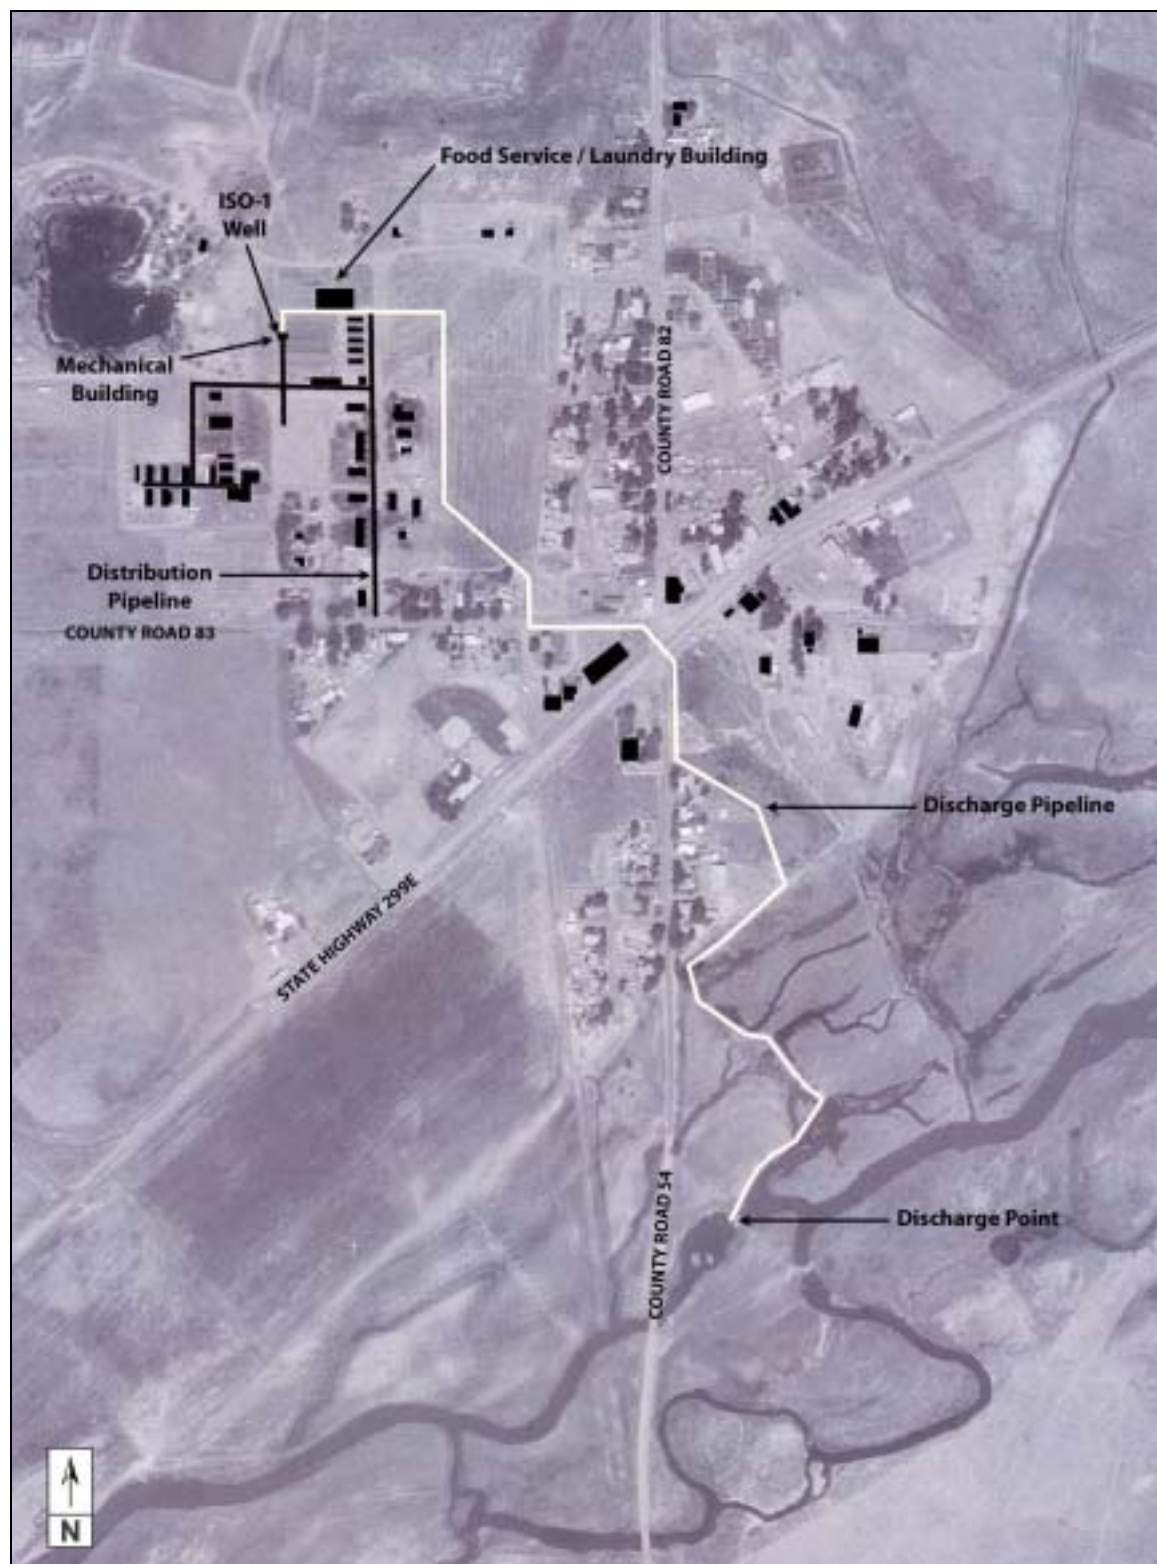 Food Service / Laundry Building
ISO-1
Well
COUNTY ROAD 82
Mechanical
Building
Distribution
Pipeline
COUNTY ROAD 83
Discharge Pipeline
STATE HIGHWAY 299E
COUNTY ROAD 54
Discharge Point
N